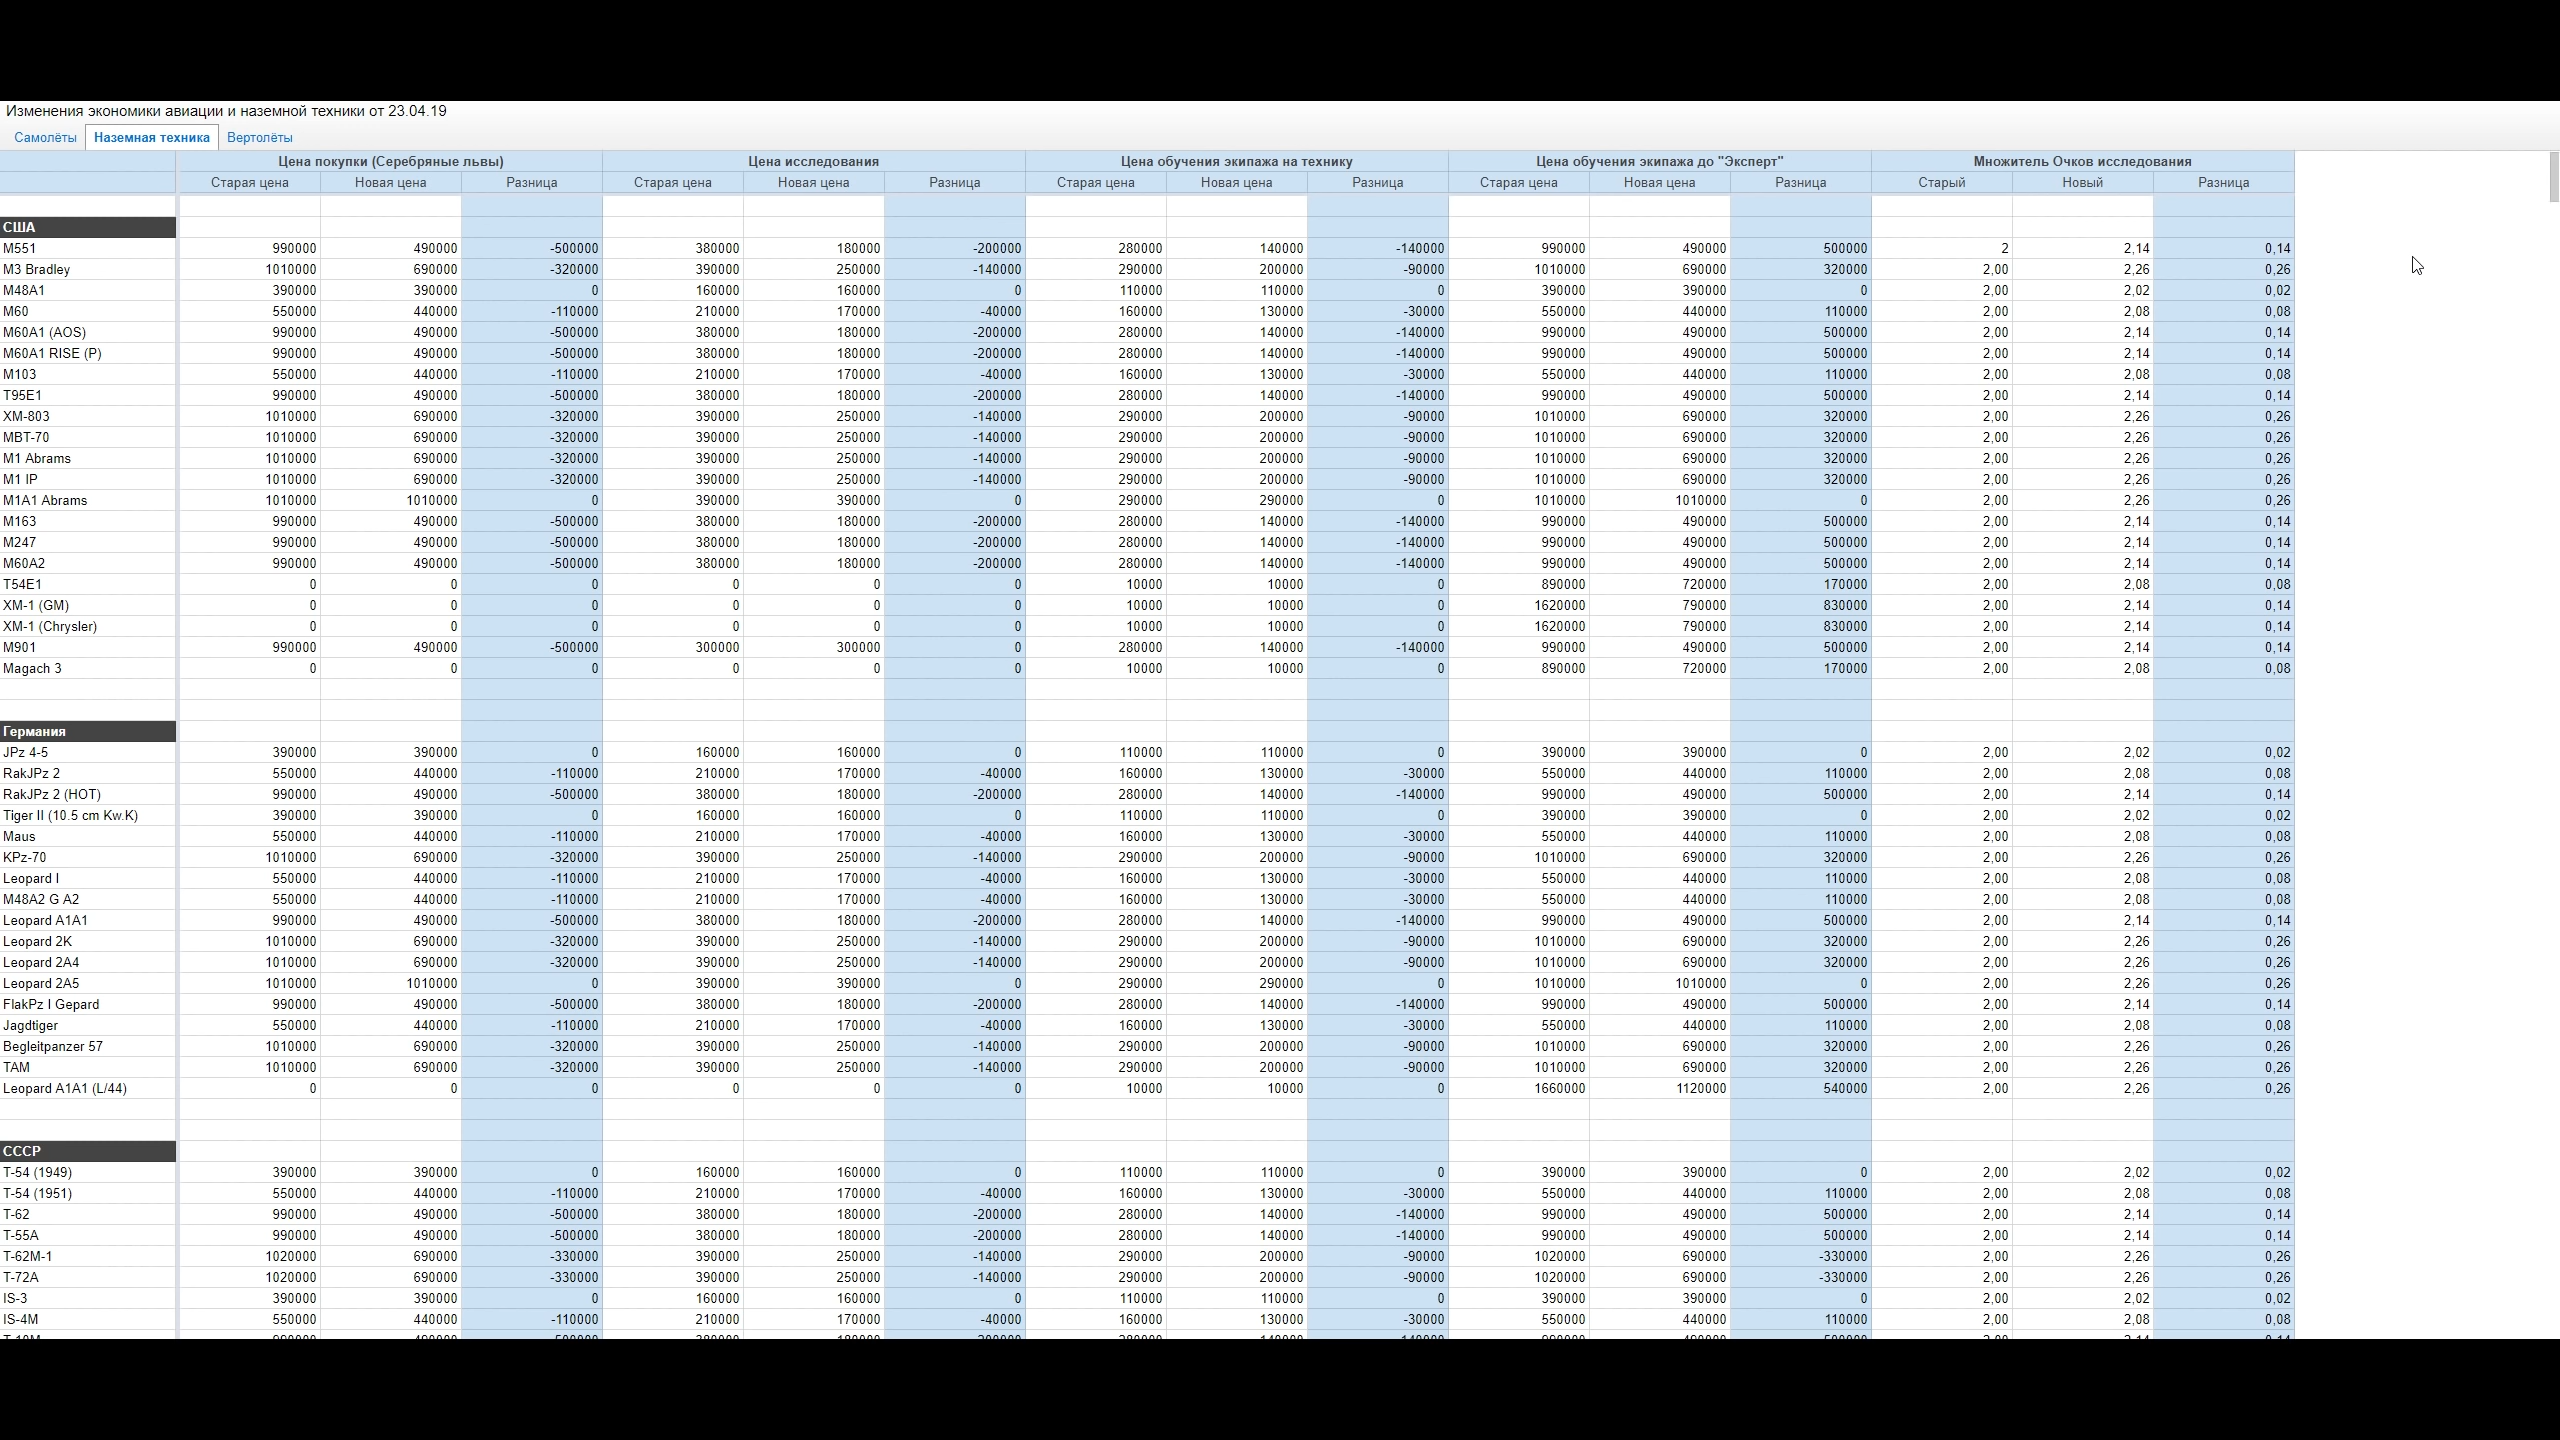 Изменения экономики авиации и наземной техники от 23.04.19
Самолёты Наземная техника Вертолёты
Цена покупки (Серебряные львы) Цена исследования Цена обучения экипажа на технику Цена обучения экипажа до "Эксперт" Множитель Очков исследования
Старая цена Новая цена Разница Старая цена Новая цена Разница Старая цена Новая цена Разница Старая цена Новая цена Разница Старый Новый Разница
США
M551 990000 490000 -500000 380000 180000 -200000 280000 140000 -140000 990000 490000 500000 2 2,14 0,14
M3 Bradley 1010000 690000 -320000 390000 250000 -140000 290000 200000 -90000 1010000 690000 320000 2,00 2,26 0,26
M48A1 390000 390000 0 160000 160000 0 110000 110000 0 390000 390000 0 2,00 2,02 0,02
M60 550000 440000 -110000 210000 170000 -40000 160000 130000 -30000 550000 440000 110000 2,00 2,08 0,08
M60A1 (AOS) 990000 490000 -500000 380000 180000 -200000 280000 140000 -140000 990000 490000 500000 2,00 2,14 0,14
M60A1 RISE (P) 990000 490000 -500000 380000 180000 -200000 280000 140000 -140000 990000 490000 500000 2,00 2,14 0,14
M103 550000 440000 -110000 210000 170000 -40000 160000 130000 -30000 550000 440000 110000 2,00 2,08 0,08
T95E1 990000 490000 -500000 380000 180000 -200000 280000 140000 -140000 990000 490000 500000 2,00 2,14 0,14
XM-803 1010000 690000 -320000 390000 250000 -140000 290000 200000 -90000 1010000 690000 320000 2,00 2,26 0,26
MBT-70 1010000 690000 -320000 390000 250000 -140000 290000 200000 -90000 1010000 690000 320000 2,00 2,26 0,26
M1 Abrams 1010000 690000 -320000 390000 250000 -140000 290000 200000 -90000 1010000 690000 320000 2,00 2,26 0,26
M1 IP 1010000 690000 -320000 390000 250000 -140000 290000 200000 -90000 1010000 690000 320000 2,00 2,26 0,26
M1A1 Abrams 1010000 1010000 0 390000 390000 0 290000 290000 0 1010000 1010000 0 2,00 2,26 0,26
M163 990000 490000 -500000 380000 180000 -200000 280000 140000 -140000 990000 490000 500000 2,00 2,14 0,14
M247 990000 490000 -500000 380000 180000 -200000 280000 140000 -140000 990000 490000 500000 2,00 2,14 0,14
M60A2 990000 490000 -500000 380000 180000 -200000 280000 140000 -140000 990000 490000 500000 2,00 2,14 0,14
T54E1 0 0 0 0 0 0 10000 10000 0 890000 720000 170000 2,00 2,08 0,08
XM-1 (GM) 0 0 0 0 0 0 10000 10000 0 1620000 790000 830000 2,00 2,14 0,14
XM-1 (Chrysler) 0 0 0 0 0 0 10000 10000 0 1620000 790000 830000 2,00 2,14 0,14
M901 990000 490000 -500000 300000 300000 0 280000 140000 -140000 990000 490000 500000 2,00 2,14 0,14
Magach 3 0 0 0 0 0 0 10000 10000 0 890000 720000 170000 2,00 2,08 0,08
Германия
JPz 4-5 390000 390000 0 160000 160000 0 110000 110000 0 390000 390000 0 2,00 2,02 0,02
RakJPz 2 550000 440000 -110000 210000 170000 -40000 160000 130000 -30000 550000 440000 110000 2,00 2,08 0,08
RakJPz 2 (HOT) 990000 490000 -500000 380000 180000 -200000 280000 140000 -140000 990000 490000 500000 2,00 2,14 0,14
Tiger II (10.5 cm Kw.K) 390000 390000 0 160000 160000 0 110000 110000 0 390000 390000 0 2,00 2,02 0,02
Maus 550000 440000 -110000 210000 170000 -40000 160000 130000 -30000 550000 440000 110000 2,00 2,08 0,08
KPz-70 1010000 690000 -320000 390000 250000 -140000 290000 200000 -90000 1010000 690000 320000 2,00 2,26 0,26
Leopard I 550000 440000 -110000 210000 170000 -40000 160000 130000 -30000 550000 440000 110000 2,00 2,08 0,08
M48A2 G A2 550000 440000 -110000 210000 170000 -40000 160000 130000 -30000 550000 440000 110000 2,00 2,08 0,08
Leopard A1A1 990000 490000 -500000 380000 180000 -200000 280000 140000 -140000 990000 490000 500000 2,00 2,14 0,14
Leopard 2K 1010000 690000 -320000 390000 250000 -140000 290000 200000 -90000 1010000 690000 320000 2,00 2,26 0,26
Leopard 2A4 1010000 690000 -320000 390000 250000 -140000 290000 200000 -90000 1010000 690000 320000 2,00 2,26 0,26
Leopard 2A5 1010000 1010000 0 390000 390000 0 290000 290000 0 1010000 1010000 0 2,00 2,26 0,26
FlakPz I Gepard 990000 490000 -500000 380000 180000 -200000 280000 140000 -140000 990000 490000 500000 2,00 2,14 0,14
Jagdtiger 550000 440000 -110000 210000 170000 -40000 160000 130000 -30000 550000 440000 110000 2,00 2,08 0,08
Begleitpanzer 57 1010000 690000 -320000 390000 250000 -140000 290000 200000 -90000 1010000 690000 320000 2,00 2,26 0,26
TAM 1010000 690000 -320000 390000 250000 -140000 290000 200000 -90000 1010000 690000 320000 2,00 2,26 0,26
Leopard A1A1 (L/44) 0 0 0 0 0 0 10000 10000 0 1660000 1120000 540000 2,00 2,26 0,26
СССР
T-54 (1949) 390000 390000 0 160000 160000 0 110000 110000 0 390000 390000 0 2,00 2,02 0,02
T-54 (1951) 550000 440000 -110000 210000 170000 -40000 160000 130000 -30000 550000 440000 110000 2,00 2,08 0,08
T-62 990000 490000 -500000 380000 180000 -200000 280000 140000 -140000 990000 490000 500000 2,00 2,14 0,14
T-55A 990000 490000 -500000 380000 180000 -200000 280000 140000 -140000 990000 490000 500000 2,00 2,14 0,14
T-62M-1 1020000 690000 -330000 390000 250000 -140000 290000 200000 -90000 1020000 690000 -330000 2,00 2,26 0,26
T-72A 1020000 690000 -330000 390000 250000 -140000 290000 200000 -90000 1020000 690000 -330000 2,00 2,26 0,26
IS-3 390000 390000 0 160000 160000 0 110000 110000 0 390000 390000 0 2,00 2,02 0,02
IS-4M 550000 440000 -110000 210000 170000 -40000 160000 130000 -30000 550000 440000 110000 2,00 2,08 0,08